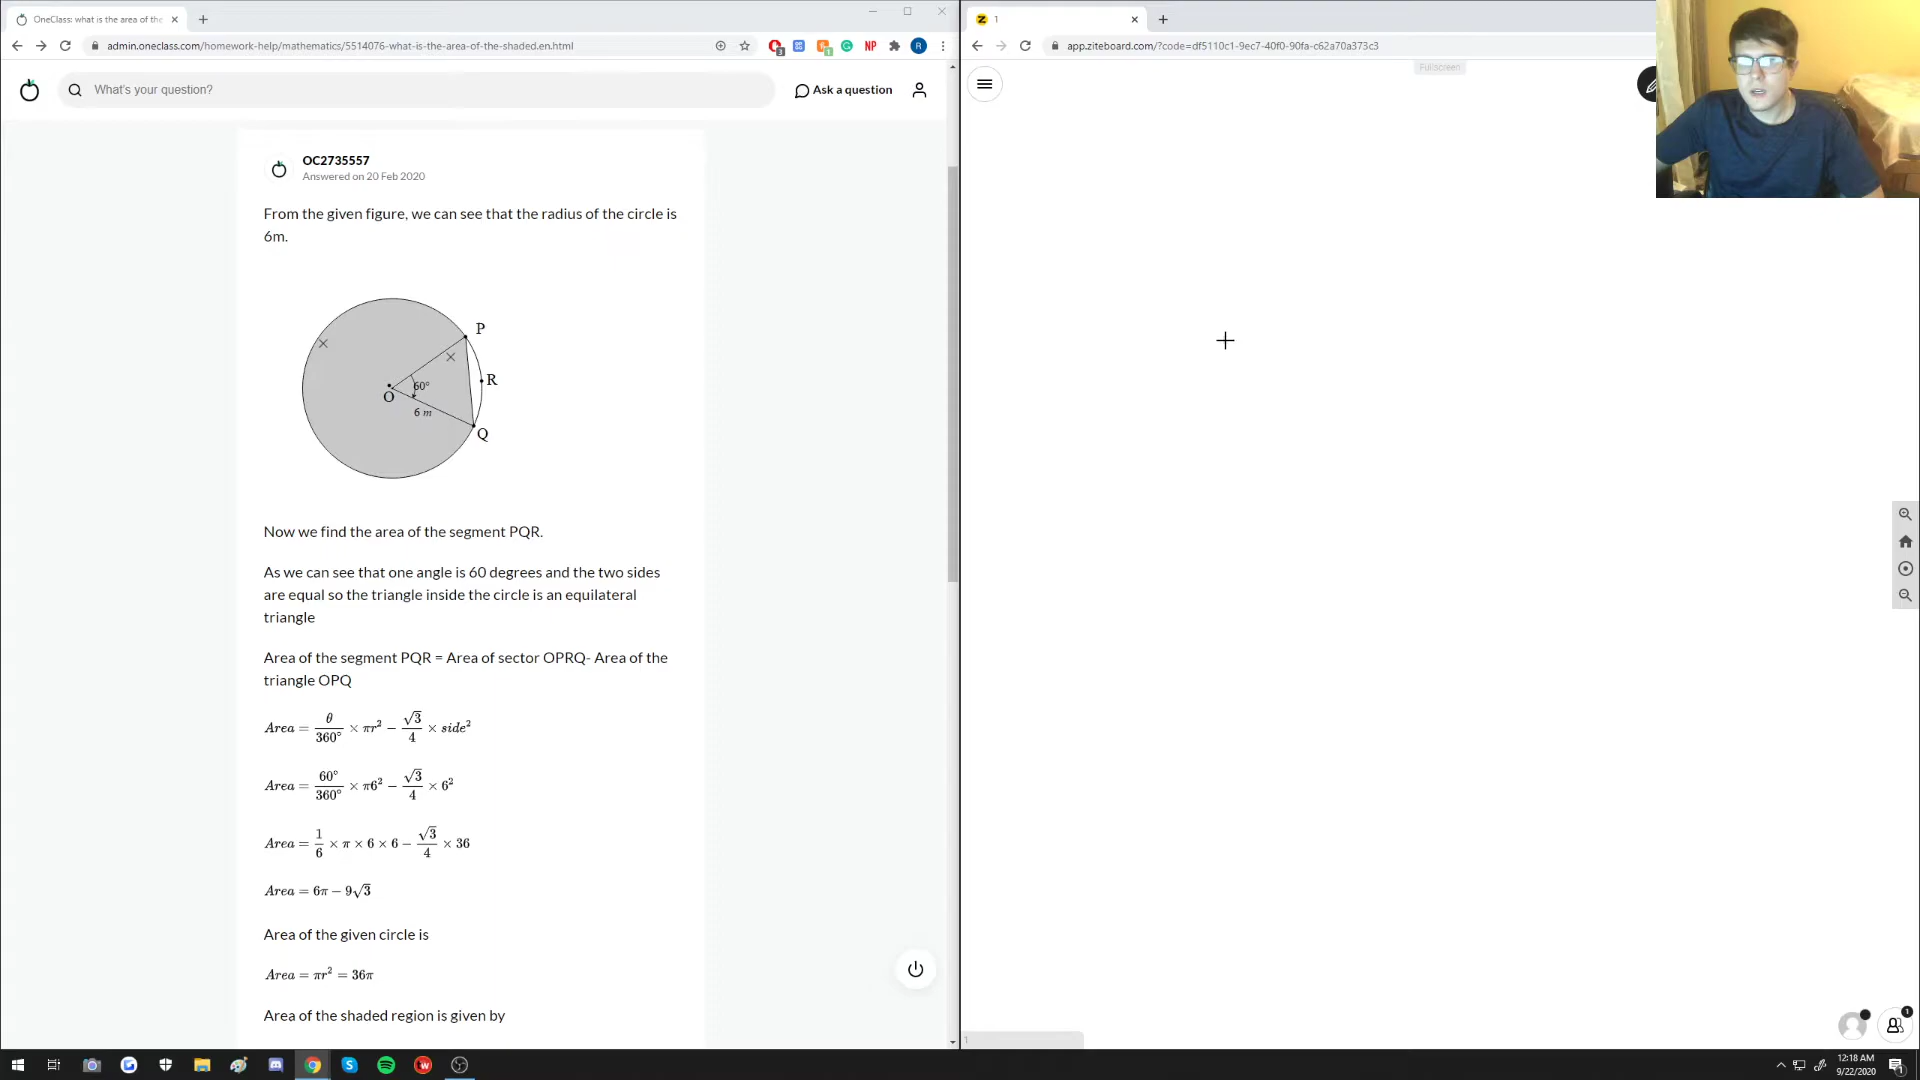 OneClass: what is the area of the
1
admin.oneclass.com/homework-help/mathematics/5514076-what-is-the-area-of-the-shaded.en.html
app.ziteboard.com/?code=df5110c1-9ec7-40f0-90fa-c62a70a373c3
Fullscreen
What's your question?
Ask a question
OC2735557
Answered on 20 Feb 2020
From the given figure, we can see that the radius of the circle is
6m.
P
R
60°
O
6 m
Q
Now we find the area of the segment PQR.
As we can see that one angle is 60 degrees and the two sides
are equal so the triangle inside the circle is an equilateral
triangle
Area of the segment PQR = Area of sector OPRQ- Area of the
triangle OPQ
Area = θ/360° × πr² − √3/4 × side²
Area = 60°/360° × π6² − √3/4 × 6²
Area = 1/6 × π × 6 × 6 − √3/4 × 36
Area = 6π − 9√3
Area of the given circle is
Area = πr² = 36π
Area of the shaded region is given by
1
1
12:18 AM
9/22/2020